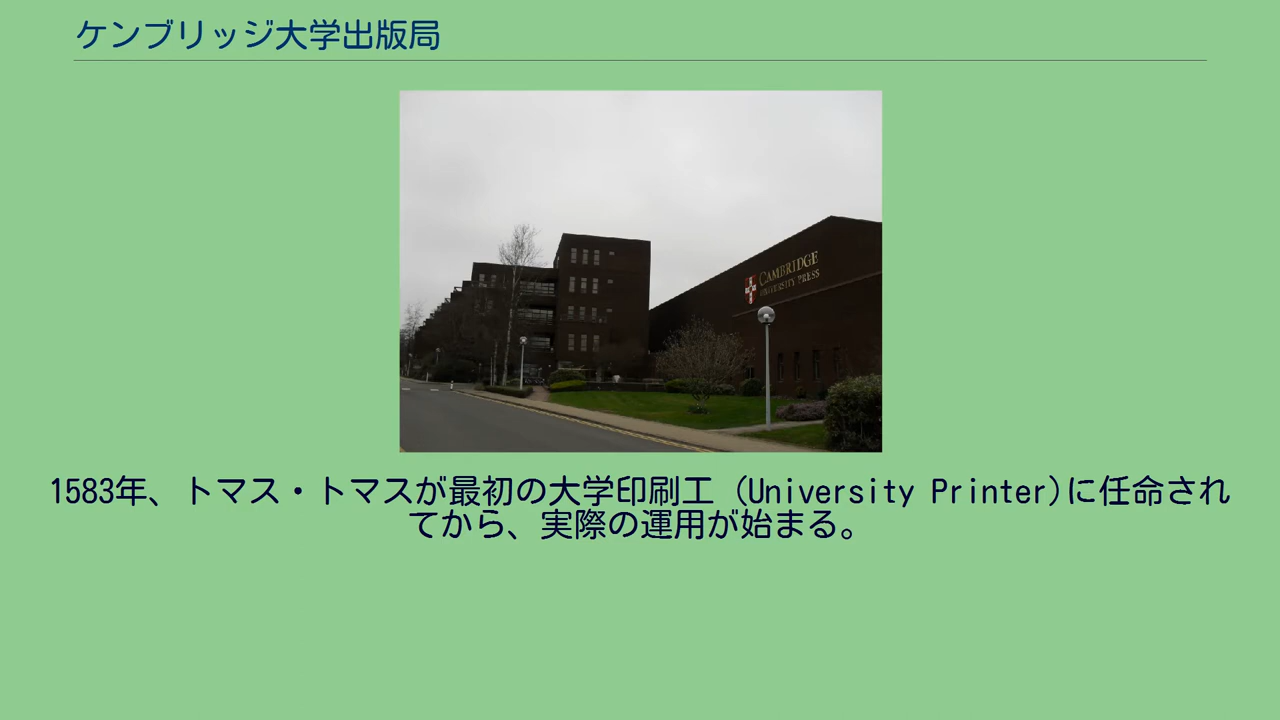 ケンブリッジ大学出版局
CAMBRIDGE
UNIVERSITY PRESS
1583年、トマス・トマスが最初の大学印刷工 (University Printer)に任命され
てから、実際の運用が始まる。